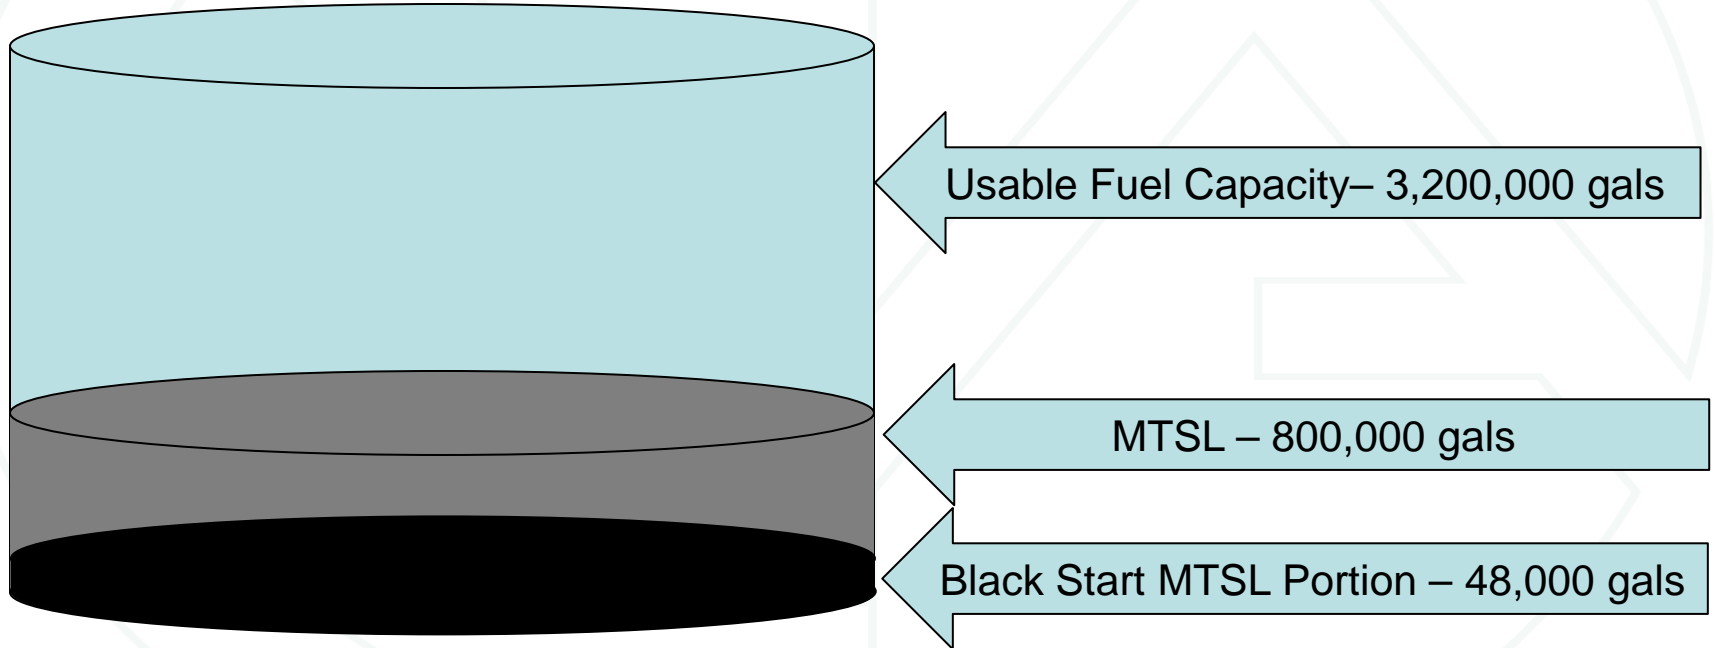 Usable Fuel Capacity– 3,200,000 gals
MTSL – 800,000 gals
Black Start MTSL Portion – 48,000 gals